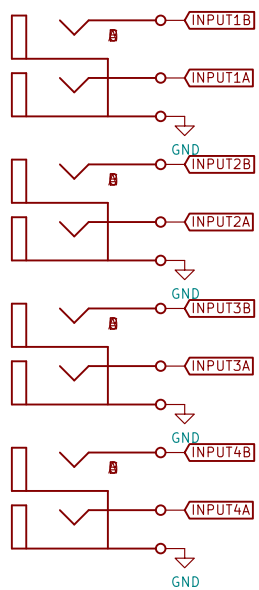 INPUT1B
INPUT1A
GND
INPUT2B
INPUT2A
GND
INPUT3B
INPUT3A
GND
INPUT4B
INPUT4A
GND